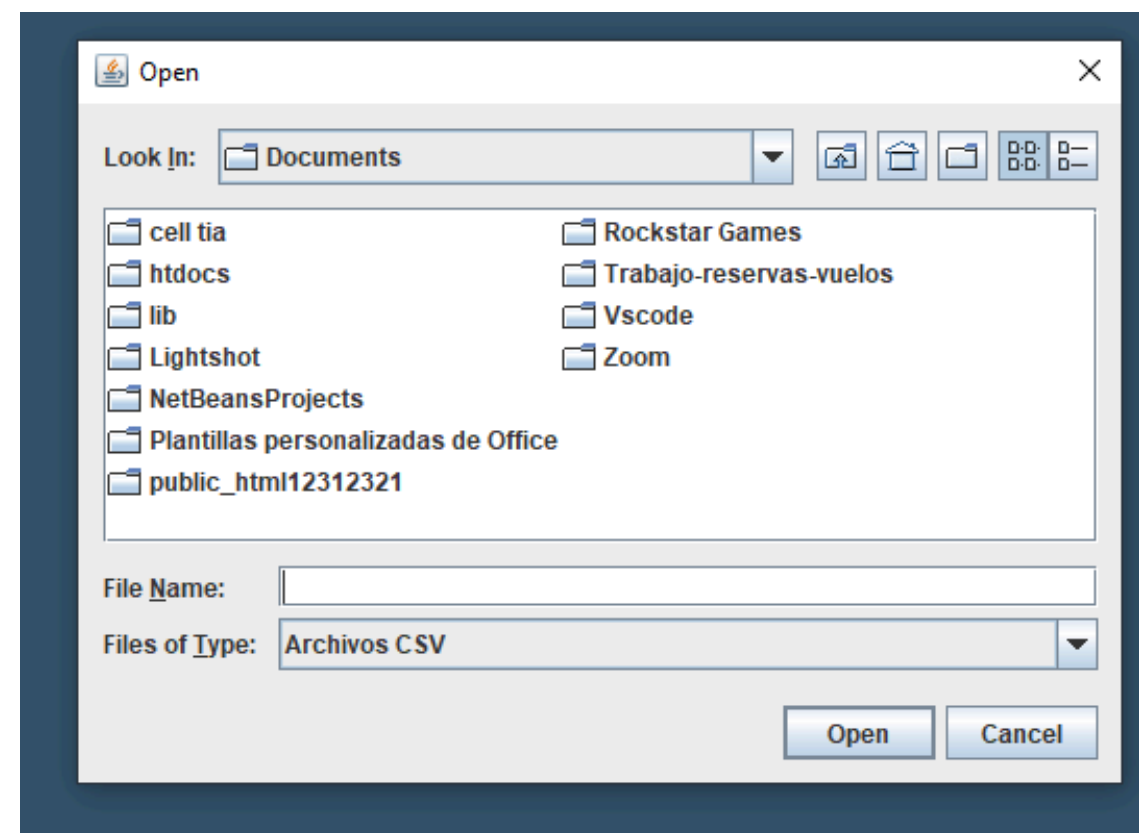 Open
Look In: Documents
cell tia
htdocs
lib
Lightshot
NetBeansProjects
Plantillas personalizadas de Office
public_html12312321
Rockstar Games
Trabajo-reservas-vuelos
Vscode
Zoom
File Name:
Files of Type: Archivos CSV
Open Cancel